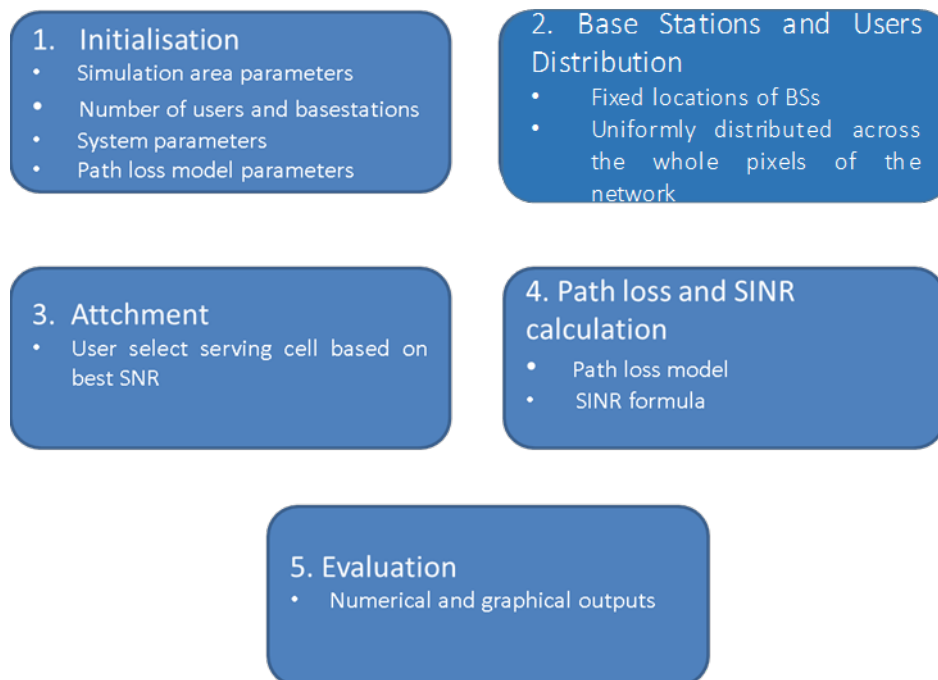 1. Initialisation
• Simulation area parameters
• Number of users and basestations
• System parameters
• Path loss model parameters
2. Base Stations and Users
Distribution
• Fixed locations of BSs
• Uniformly distributed across
the whole pixels of the
network
3. Attchment
• User select serving cell based on
best SNR
4. Path loss and SINR
calculation
• Path loss model
• SINR formula
5. Evaluation
• Numerical and graphical outputs